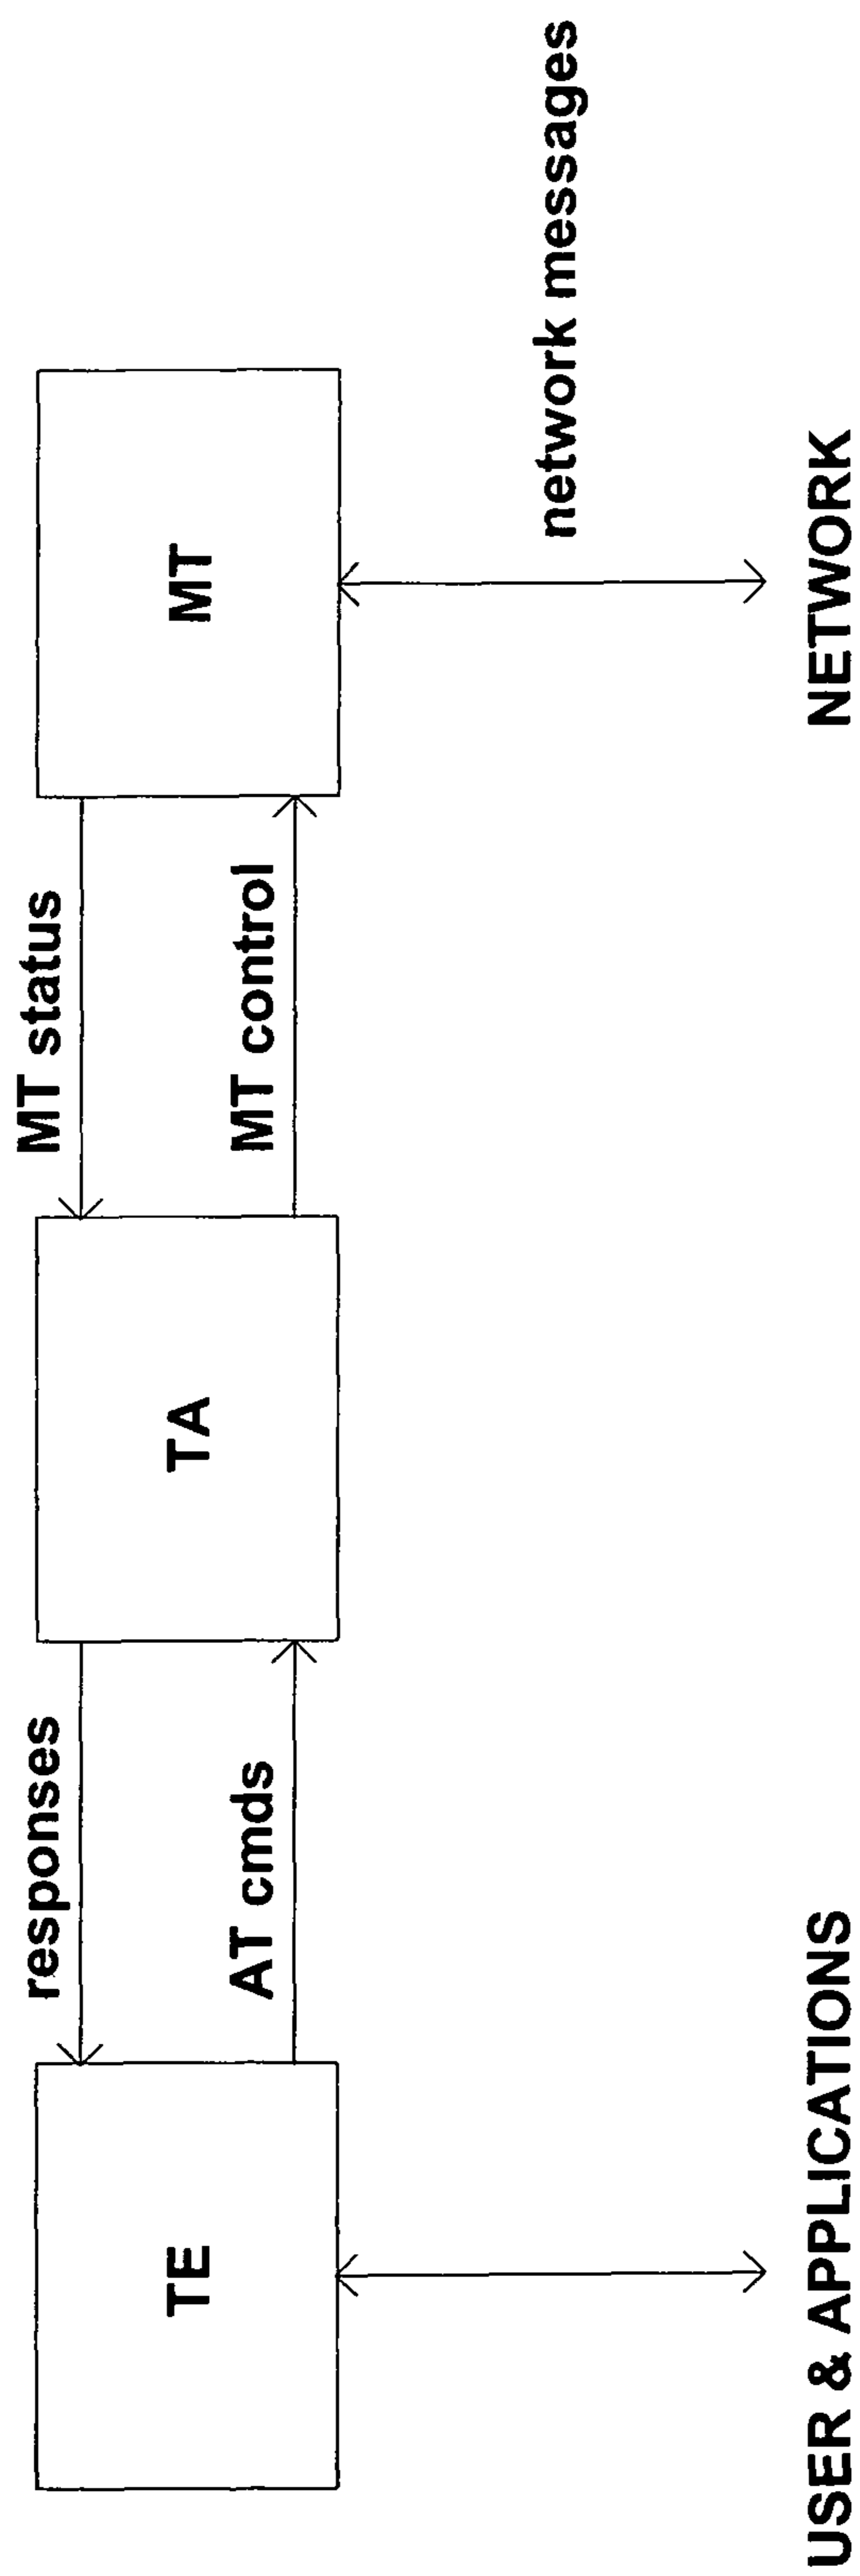 responses
MT status
TE
TA
MT
AT cmds
MT control
network messages
USER & APPLICATIONS
NETWORK